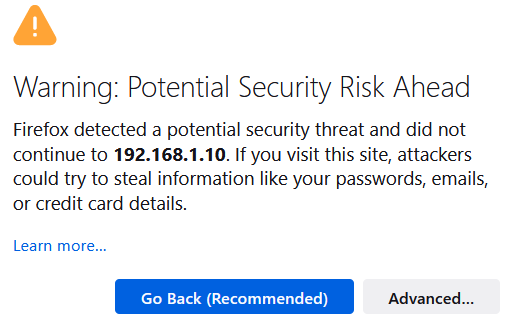 Warning: Potential Security Risk Ahead
Firefox detected a potential security threat and did not
continue to 192.168.1.10. If you visit this site, attackers
could try to steal information like your passwords, emails,
or credit card details.
Learn more...
Go Back (Recommended)
Advanced...